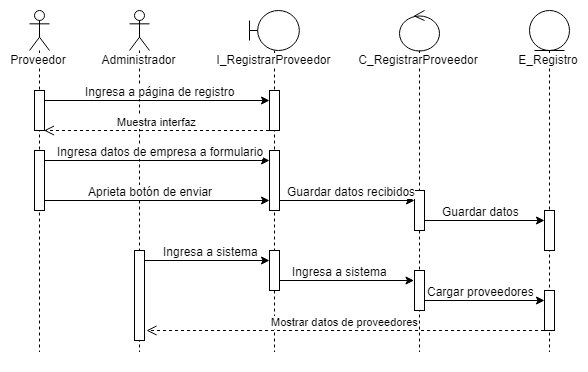 Proveedor
Administrador
I_RegistrarProveedor
C_RegistrarProveedor
E_Registro
Ingresa a página de registro
Muestra interfaz
Ingresa datos de empresa a formulario
Aprieta botón de enviar
Guardar datos recibidos
Guardar datos
Ingresa a sistema
Ingresa a sistema
Cargar proveedores
Mostrar datos de proveedores